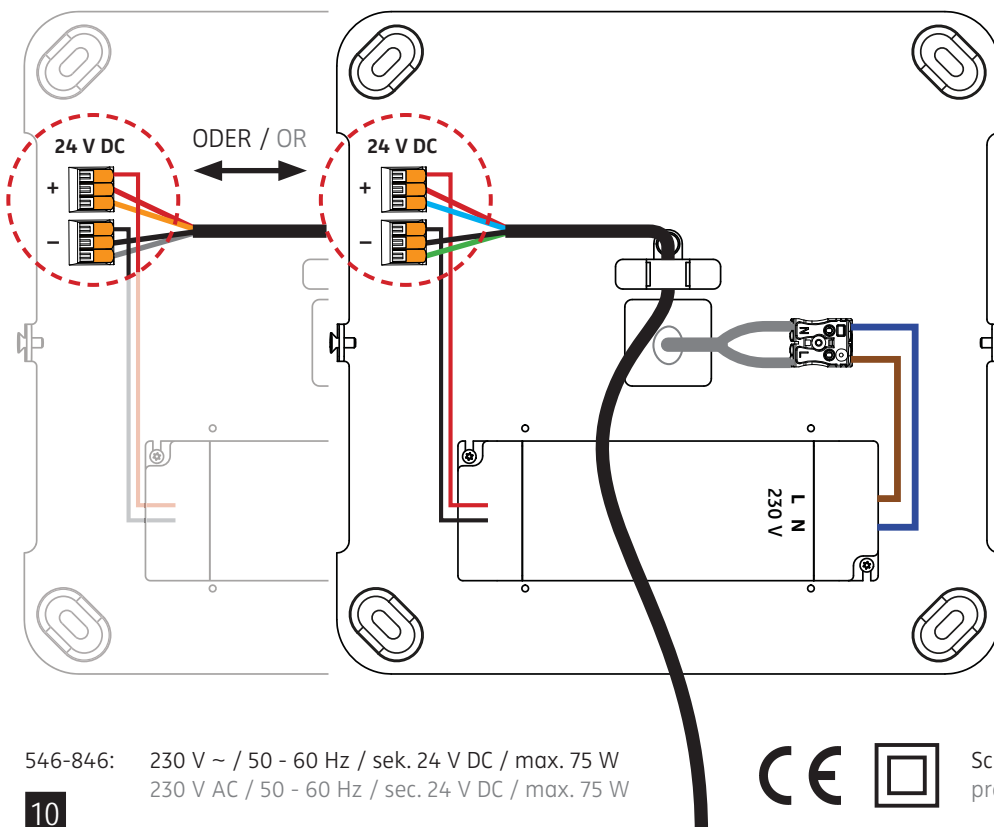 24 V DC
ODER / OR
24 V DC
+
+
–
–
N
L
L N
230 V
546-846:
230 V ~ / 50 - 60 Hz / sek. 24 V DC / max. 75 W
230 V AC / 50 - 60 Hz / sec. 24 V DC / max. 75 W
CE
10